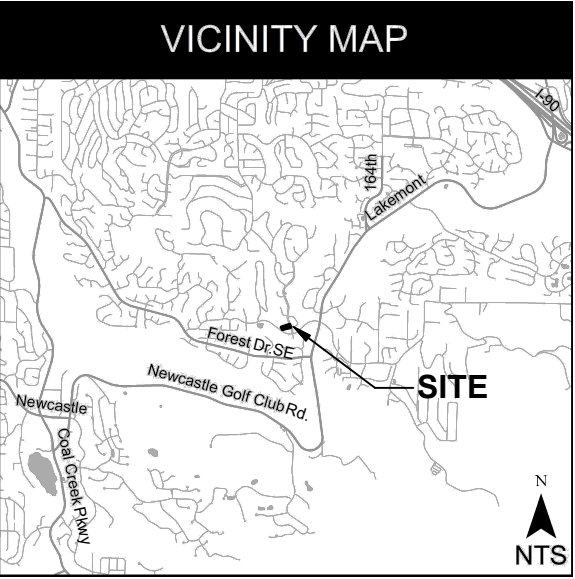 VICINITY MAP
I-90
164th
Lakemont
Forest Dr.SE
Newcastle Golf Club Rd.
SITE
Newcastle
Coal Creek Pkwy
N
NTS